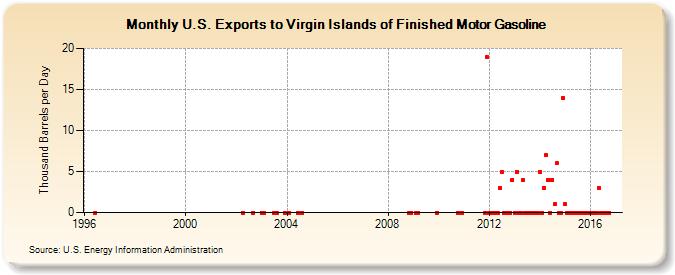 Monthly U.S. Exports to Virgin Islands of Finished Motor Gasoline
Thousand Barrels per Day
20
15
10
5
0
1996 2000 2004 2008 2012 2016
Source: U.S. Energy Information Administration